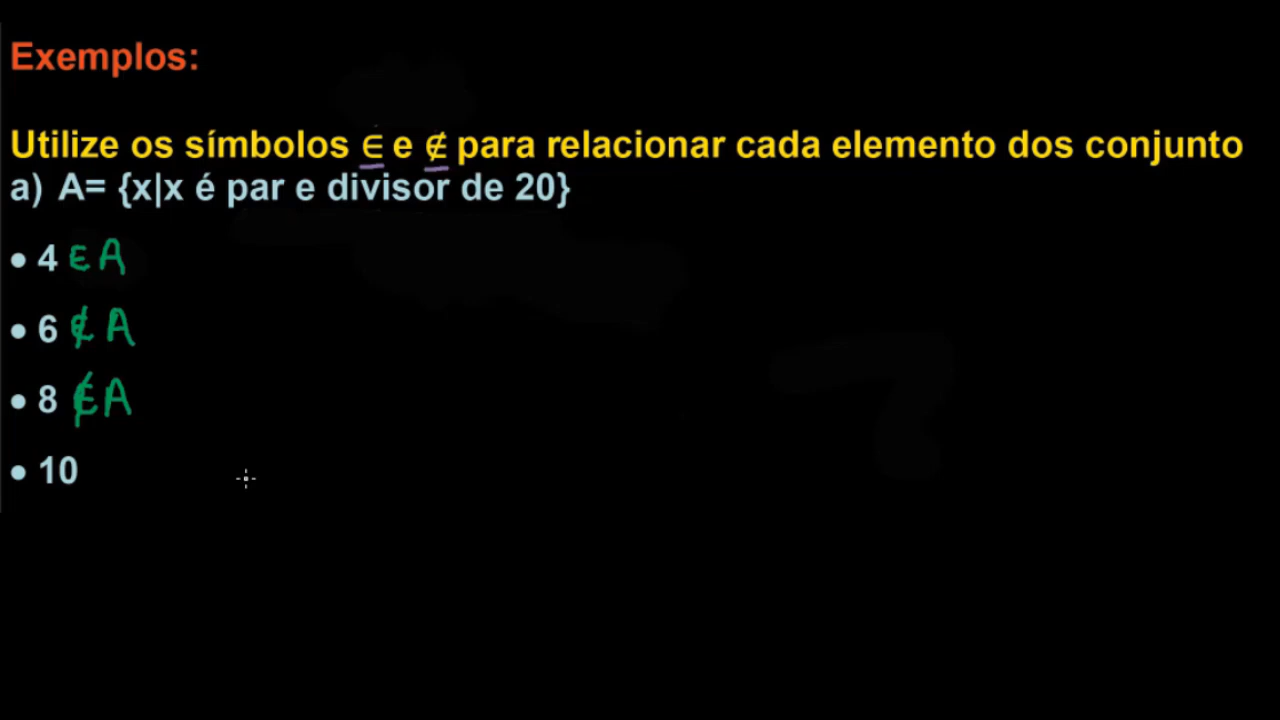 Exemplos:
Utilize os símbolos ∈ e ∉ para relacionar cada elemento dos conjunto
a) A= {x|x é par e divisor de 20}
• 4 ∈ A
• 6 ∉ A
• 8 ∉ A
• 10